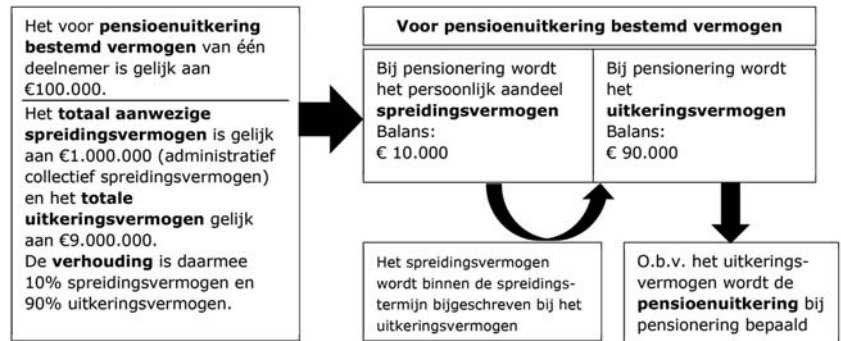 Het voor pensioenuitkering
bestemd vermogen van één
deelnemer is gelijk aan
€100.000.
Het totaal aanwezige
spreidingsvermogen is gelijk
aan €1.000.000 (administratief
collectief spreidingsvermogen)
en het totale
uitkeringsvermogen gelijk
aan €9.000.000.
De verhouding is daarmee
10% spreidingsvermogen en
90% uitkeringsvermogen.
Voor pensioenuitkering bestemd vermogen
Bij pensionering wordt
het persoonlijk aandeel
spreidingsvermogen
Balans:
€ 10.000
Bij pensionering wordt
het
uitkeringsvermogen
Balans:
€ 90.000
Het spreidingsvermogen
wordt binnen de spreidings-
termijn bijgeschreven bij het
uitkeringsvermogen
O.b.v. het uitkerings-
vermogen wordt de
pensioenuitkering bij
pensionering bepaald